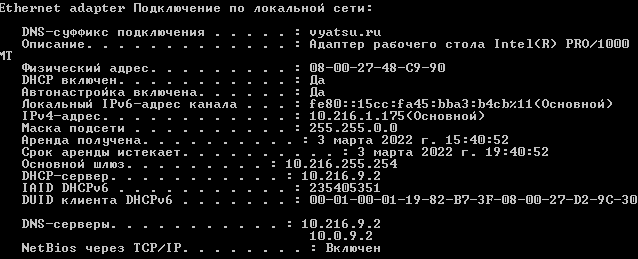 Ethernet adapter Подключение по локальной сети:
DNS-суффикс подключения . . . . . : vyatsu.ru
Описание. . . . . . . . . . . . . : Адаптер рабочего стола Intel(R) PRO/1000
MT
Физический адрес. . . . . . . . . : 08-00-27-48-C9-90
DHCP включен. . . . . . . . . . . : Да
Автонастройка включена. . . . . . : Да
Локальный IPv6-адрес канала . . . : fe80::15cc:fa45:bba3:b4cb%11(Основной)
IPv4-адрес. . . . . . . . . . . . : 10.216.1.175(Основной)
Маска подсети . . . . . . . . . . : 255.255.0.0
Аренда получена. . . . . . . . . . : 3 марта 2022 г. 15:40:52
Срок аренды истекает. . . . . . . . . . : 3 марта 2022 г. 19:40:52
Основной шлюз. . . . . . . . . : 10.216.255.254
DHCP-сервер. . . . . . . . . . . : 10.216.9.2
IAID DHCPv6 . . . . . . . . . . . : 235405351
DUID клиента DHCPv6 . . . . . . . : 00-01-00-01-19-82-B7-3F-08-00-27-D2-9C-30
DNS-серверы. . . . . . . . . . . : 10.216.9.2
10.0.9.2
NetBios через TCP/IP. . . . . . . . : Включен